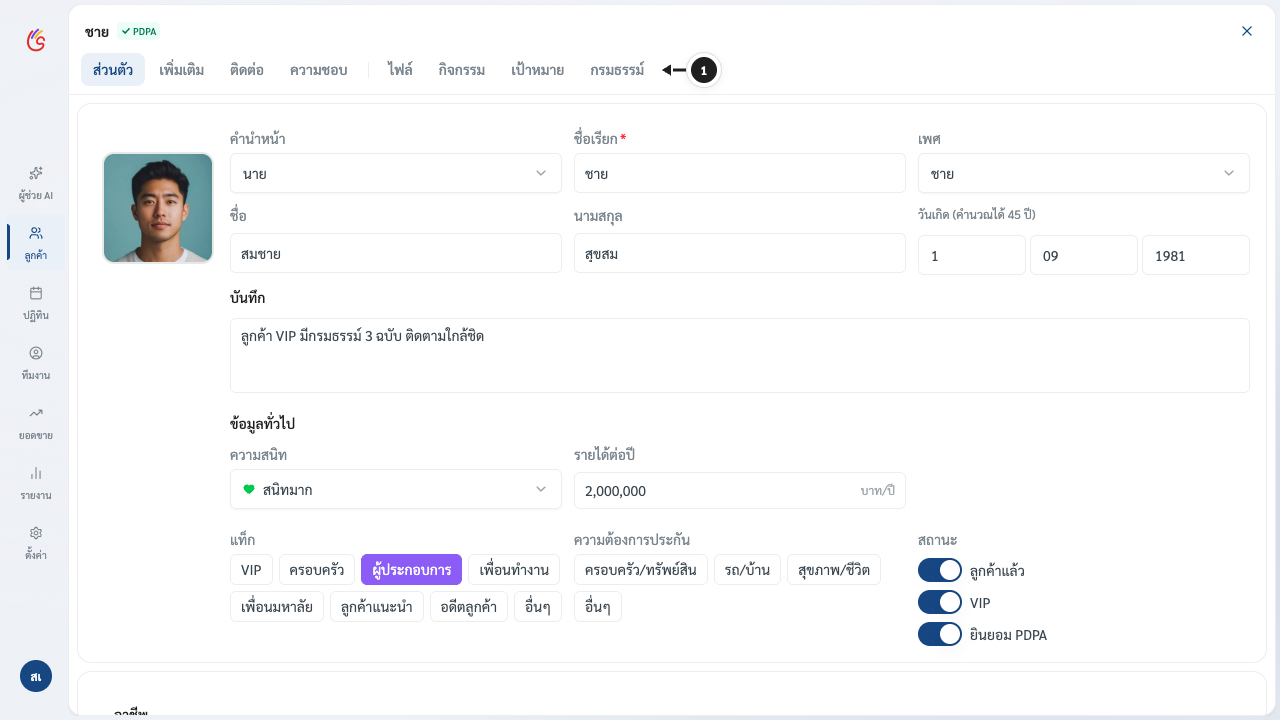 ชาย
PDPA
ส่วนตัว เพิ่มเติม ติดต่อ ความชอบ ไฟล์ กิจกรรม เป้าหมาย กรมธรรม์ 1
ผู้ช่วย AI
ลูกค้า
ปฏิทิน
ทีมงาน
ยอดขาย
รายงาน
ตั้งค่า
สเ
คำนำหน้า ชื่อเรียก * เพศ
นาย ชาย ชาย
ชื่อ นามสกุล วันเกิด (คำนวณได้ 45 ปี)
สมชาย สุขสม 1 09 1981
บันทึก
ลูกค้า VIP มีกรมธรรม์ 3 ฉบับ ติดตามใกล้ชิด
ข้อมูลทั่วไป
ความสนิท รายได้ต่อปี
สนิทมาก 2,000,000 บาท/ปี
แท็ก
VIP ครอบครัว ผู้ประกอบการ เพื่อนทำงาน
เพื่อนมหาลัย ลูกค้าแนะนำ อดีตลูกค้า อื่นๆ
ความต้องการประกัน
ครอบครัว/ทรัพย์สิน รถ/บ้าน สุขภาพ/ชีวิต
อื่นๆ
สถานะ
ลูกค้าแล้ว
VIP
ยินยอม PDPA
อาชีพ